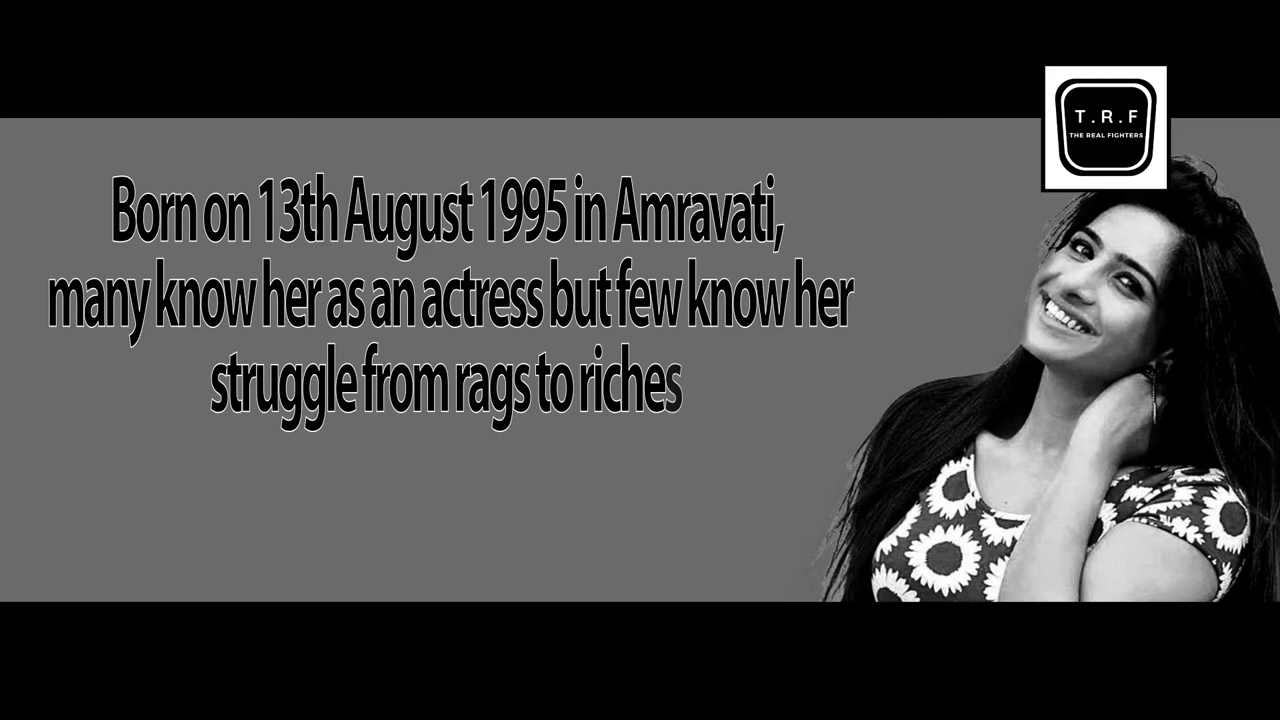 T.R.F
THE REAL FIGHTERS
Born on 13th August 1995 in Amravati,
many know her as an actress but few know her
struggle from rags to riches